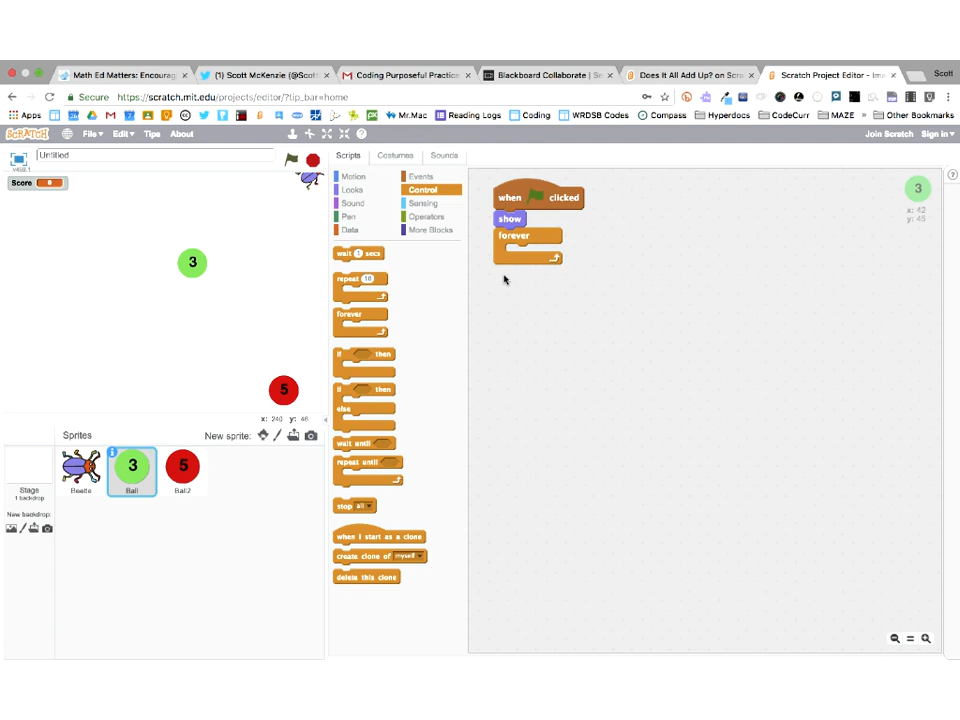 Math Ed Matters: Encourag
(1) Scott McKenzie (@Scott
Coding Purposeful Practice
Blackboard Collaborate | Se
Does It All Add Up? on Scra
Scratch Project Editor - Ima
Scott
Secure https://scratch.mit.edu/projects/editor/?tip_bar=home
Apps
Mr.Mac
Reading Logs
Coding
WRDSB Codes
Compass
Hyperdocs
CodeCurr
MAZE
»
Other Bookmarks
SCRATCH File Edit Tips About
Join Scratch Sign in
Untitled
v459.1
Score 0
3
5
x: 240 y: 46
Sprites
New sprite:
Stage
1 backdrop
New backdrop:
Beetle
3
Ball
5
Ball2
Scripts Costumes Sounds
Motion Events
Looks Control
Sound Sensing
Pen Operators
Data More Blocks
wait 1 secs
repeat 10
forever
if then
if then
else
wait until
repeat until
stop all
when I start as a clone
create clone of myself
delete this clone
when clicked
show
forever
3
x: 42
y: 45
?